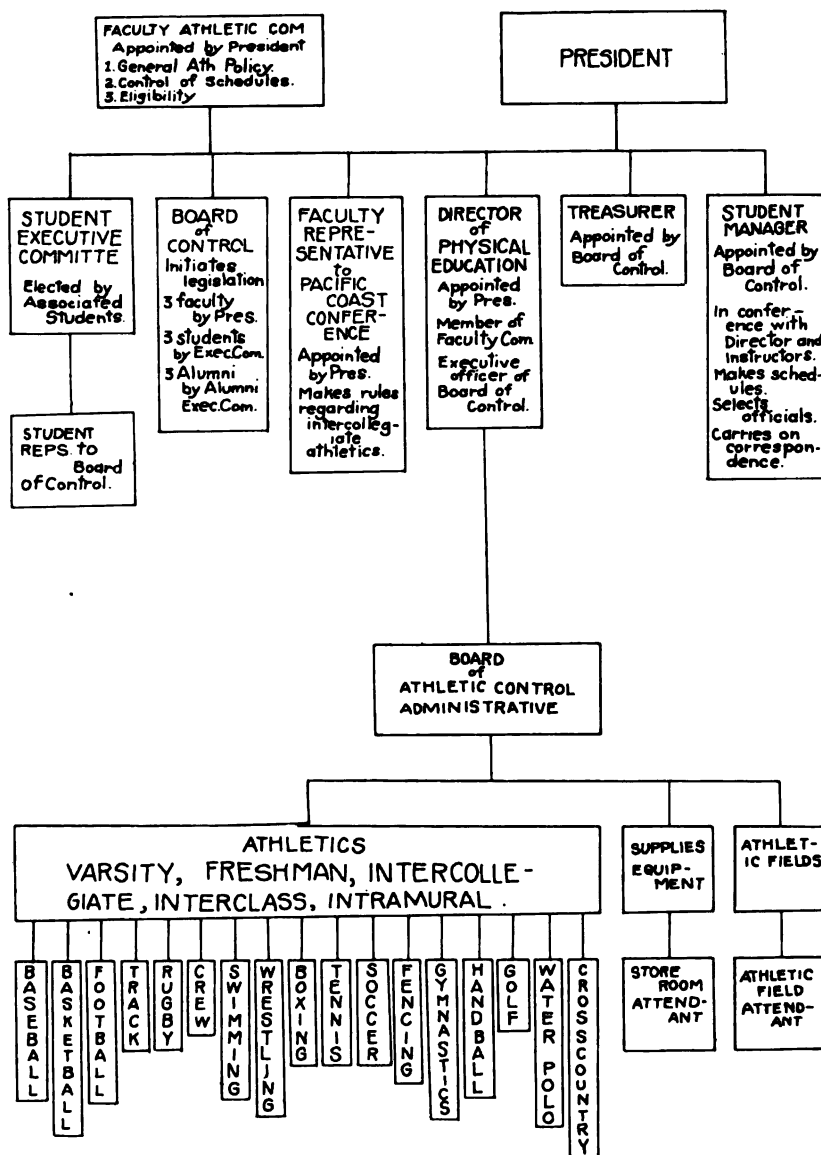 FACULTY ATHLETIC COM
Appointed by President
1. General Ath Policy.
2. Control of Schedules.
3. Eligibility
PRESIDENT
STUDENT
EXECUTIVE
COMMITTE
Elected by
Associated
Students.
BOARD
of
CONTROL
Initiates
legislation
3 faculty
by Pres.
3 students
by Exec.Com.
3 Alumni
by Alumni
Exec.Com.
FACULTY
REPRE-
SENTATIVE
to
PACIFIC
COAST
CONFER-
ENCE
Appointed
by Pres.
Makes rules
regarding
intercolleg-
iate
athletics.
DIRECTOR
of
PHYSICAL
EDUCATION
Appointed
by Pres.
Member of
Faculty Com.
Executive
officer of
Board of
Control.
TREASURER
Appointed by
Board of
Control.
STUDENT
MANAGER
Appointed by
Board of
Control.
In confer-
ence with
Director and
Instructors.
Makes sched-
ules.
Selects
officials.
Carries on
correspon-
dence.
STUDENT
REPS. to
Board
of Control.
BOARD
of
ATHLETIC CONTROL
ADMINISTRATIVE
ATHLETICS
VARSITY, FRESHMAN, INTERCOLLE-
GIATE, INTERCLASS, INTRAMURAL.
SUPPLIES
EQUIP-
MENT
ATHLET-
IC FIELDS
BASEBALL
BASKETBALL
FOOTBALL
TRACK
RUGBY
CREW
SWIMMING
WRESTLING
BOXING
TENNIS
SOCCER
FENCING
GYMNASTICS
HANDBALL
GOLF
WATER POLO
CROSSCOUNTRY
STORE
ROOM
ATTEND-
ANT
ATHLETIC
FIELD
ATTEND-
ANT